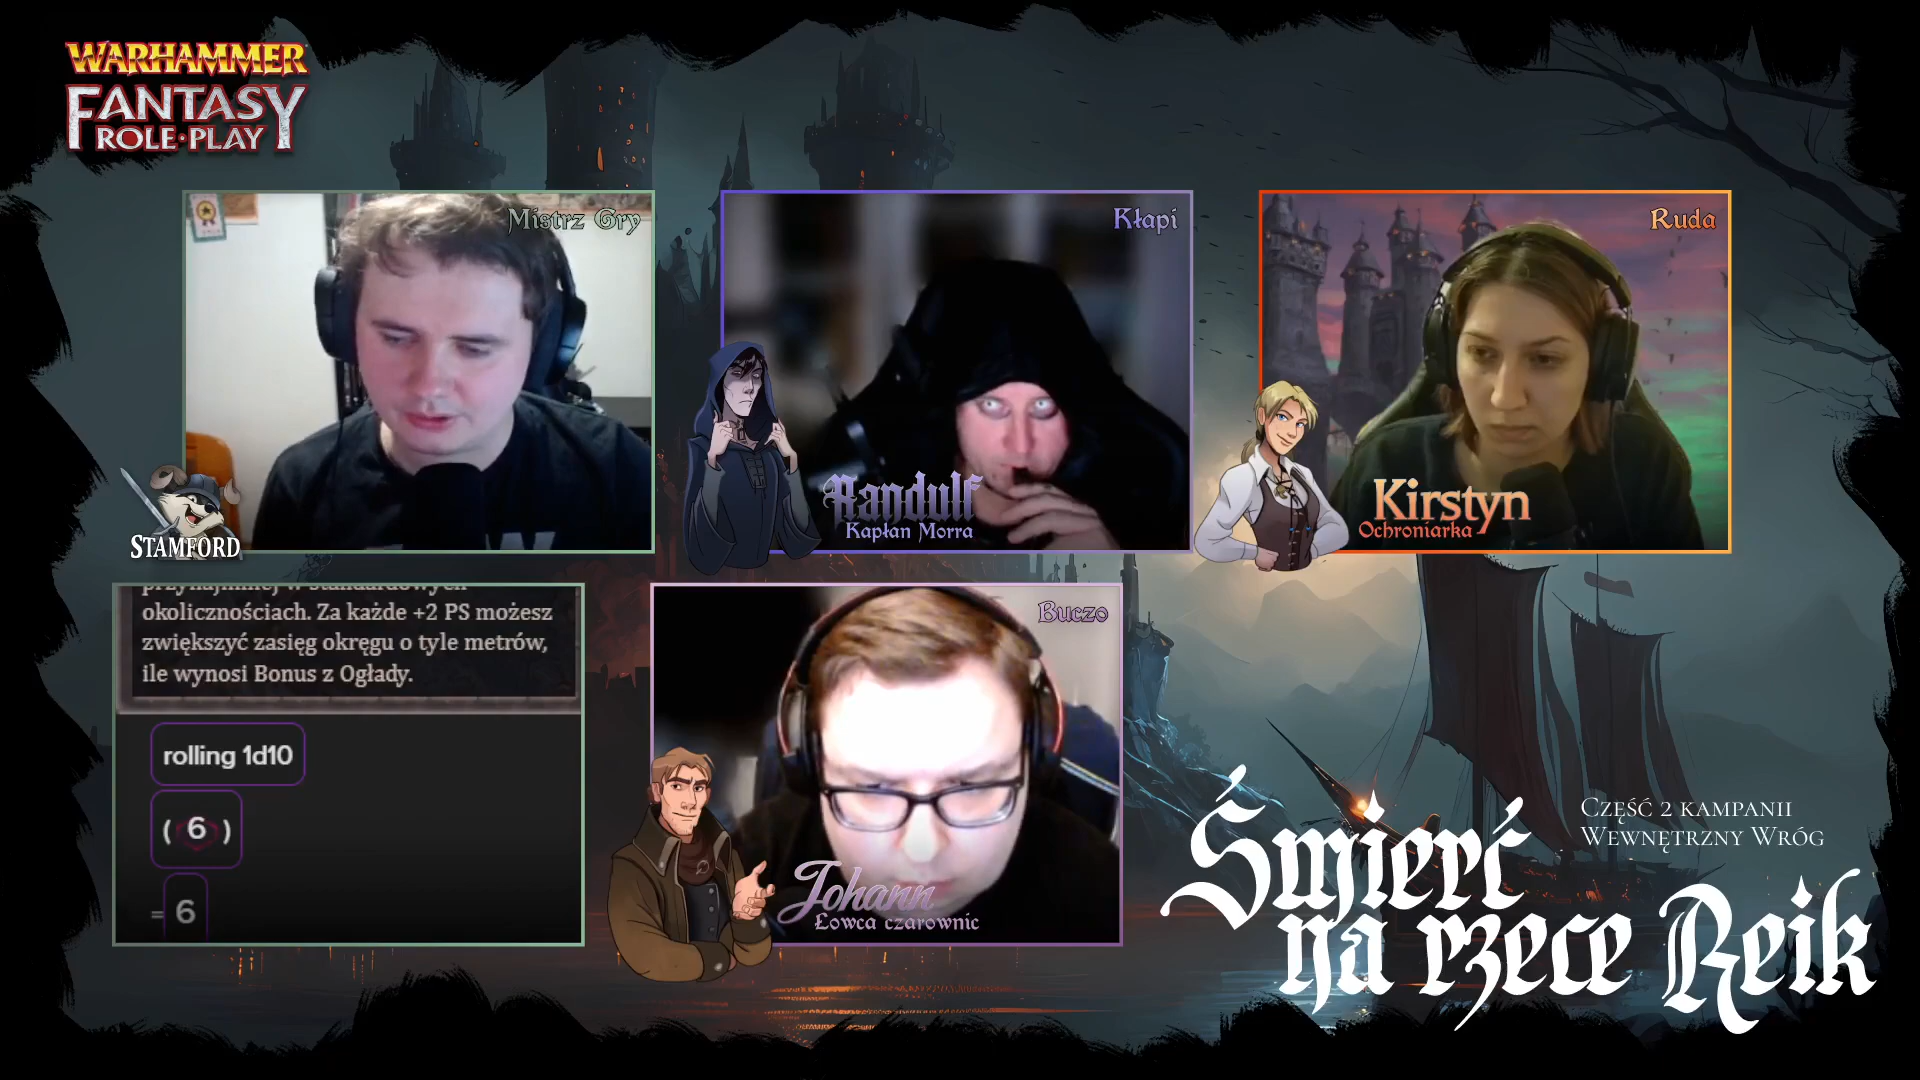 WARHAMMER
FANTASY
ROLE·PLAY
Mistrz Gry
STAMFORD
Kłapi
Randulf
Kapłan Morra
Ruda
Kirstyn
Ochroniarka
przynajmniej w standardowych
okolicznościach. Za każde +2 PS możesz
zwiększyć zasięg okręgu o tyle metrów,
ile wynosi Bonus z Ogłady.
rolling 1d10
( 6 )
= 6
Buczo
Johann
Łowca czarownic
Część 2 kampanii
Wewnętrzny Wróg
Śmierć
na rzece Reik